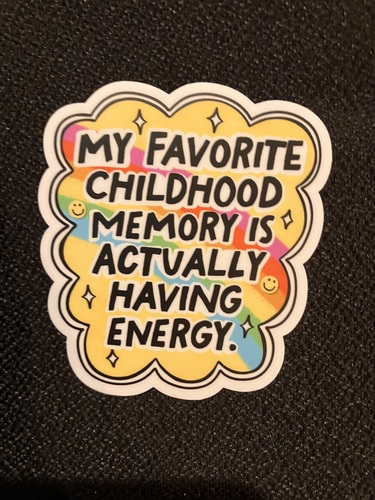 MY FAVORITE
CHILDHOOD
MEMORY IS
ACTUALLY
HAVING
ENERGY.